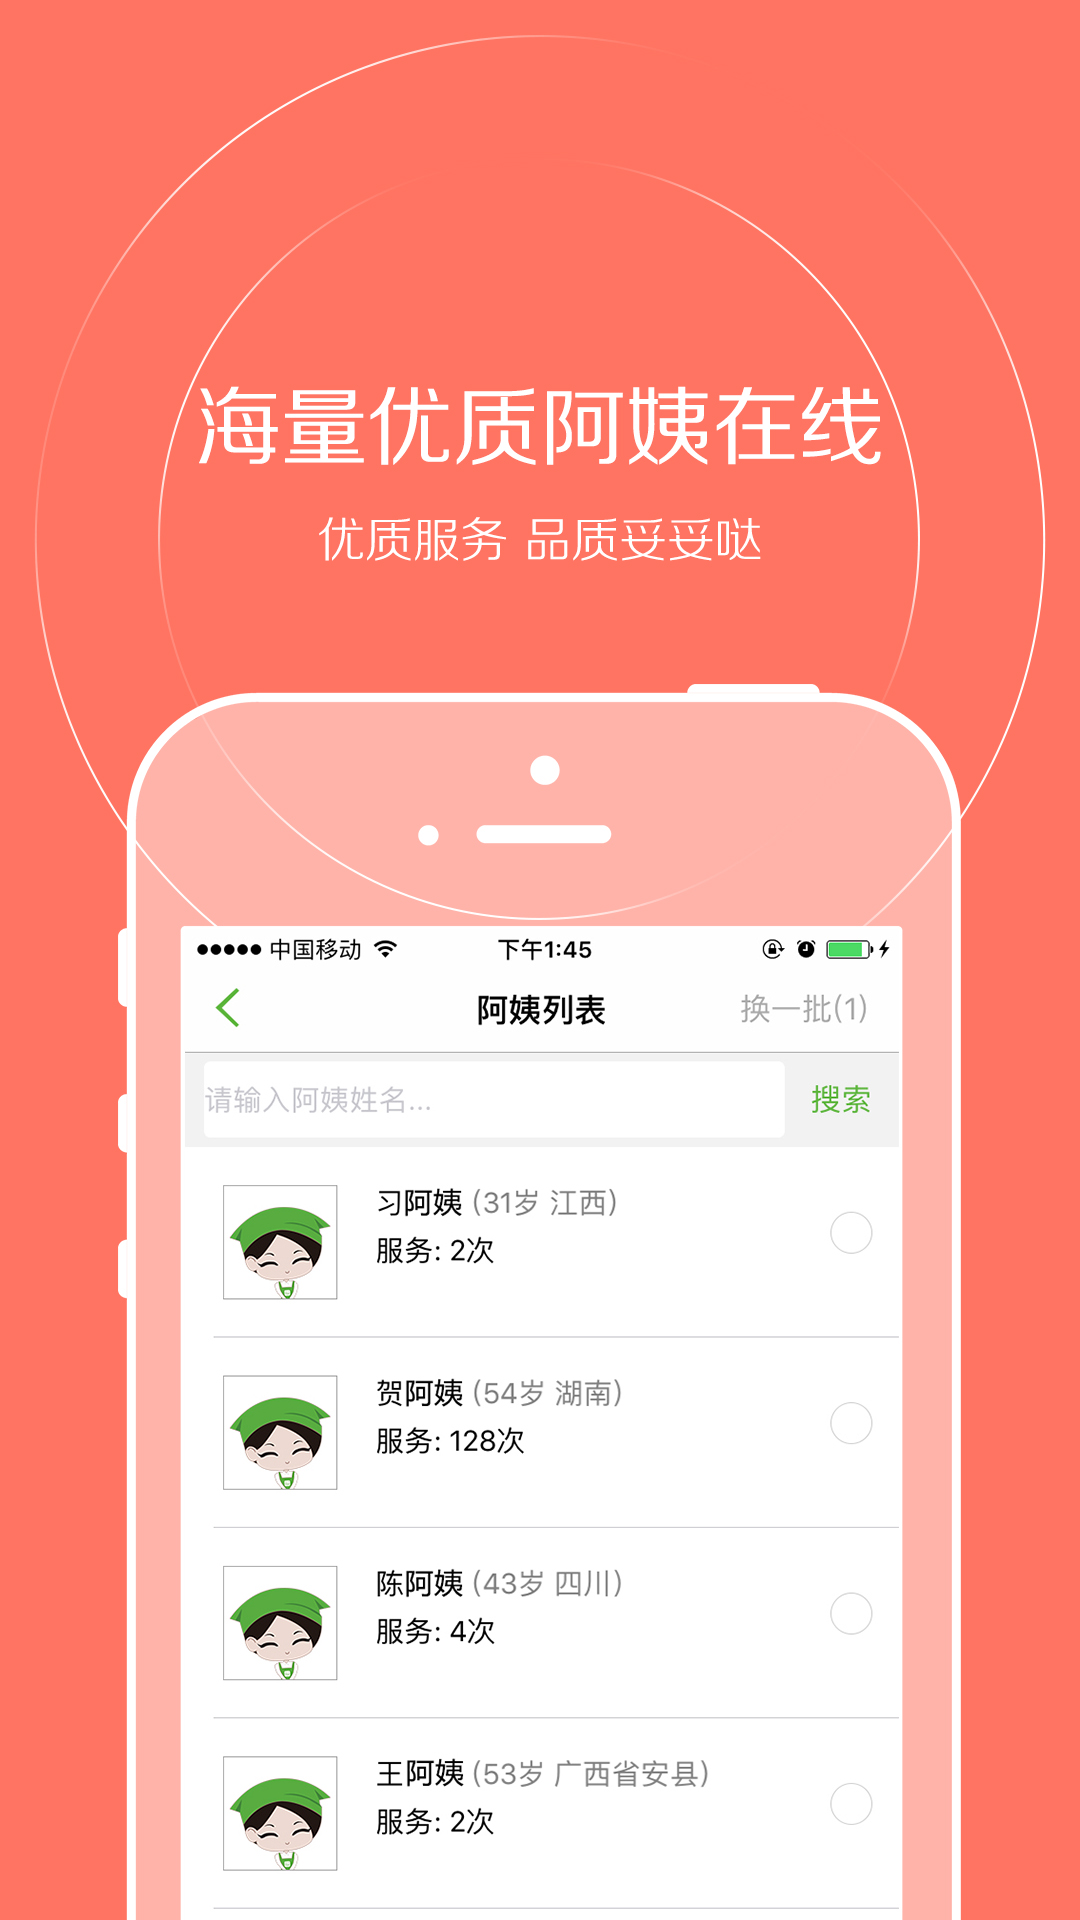 海量优质阿姨在线
优质服务 品质妥妥哒
中国移动 下午1:45
阿姨列表 换一批(1)
请输入阿姨姓名... 搜索
习阿姨 (31岁 江西)
服务: 2次
贺阿姨 (54岁 湖南)
服务: 128次
陈阿姨 (43岁 四川)
服务: 4次
王阿姨 (53岁 广西省安县)
服务: 2次